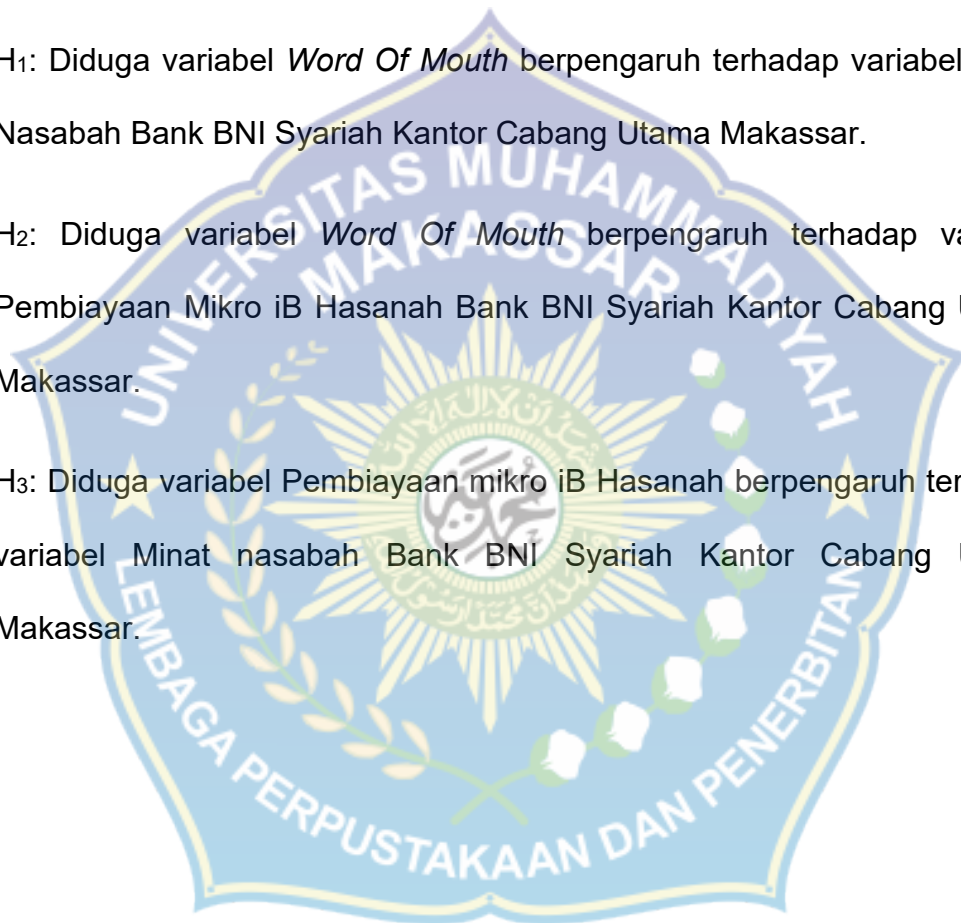 H1: Diduga variabel Word Of Mouth berpengaruh terhadap variabel
Nasabah Bank BNI Syariah Kantor Cabang Utama Makassar.
H2: Diduga variabel Word Of Mouth berpengaruh terhadap va
Pembiayaan Mikro iB Hasanah Bank BNI Syariah Kantor Cabang U
Makassar.
H3: Diduga variabel Pembiayaan mikro iB Hasanah berpengaruh ter
variabel Minat nasabah Bank BNI Syariah Kantor Cabang U
Makassar.
UNIVERSITAS MUHAMMADIYAH
MAKASSAR
LEMBAGA PERPUSTAKAAN DAN PENERBITAN